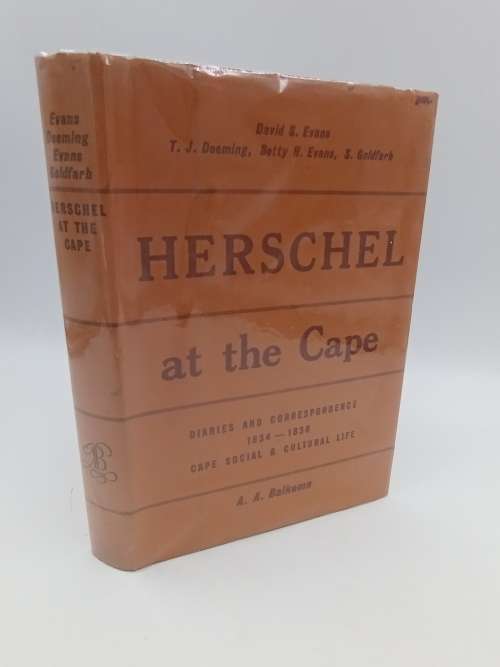 David S. Evans
T. J. Deeming, Betty H. Evans, S. Goldfarb
HERSCHEL
at the Cape
DIARIES AND CORRESPONDENCE
1834—1838
CAPE SOCIAL & CULTURAL LIFE
A. A. Balkema
Evans
Deeming
Evans
Goldfarb
HERSCHEL
AT THE
CAPE